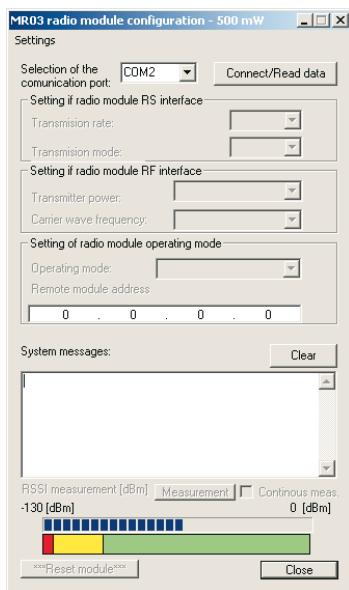 MR03 radio module configuration - 500 mW
Settings
Selection of the
comunication port:
COM2
Connect/Read data
Setting if radio module RS interface
Transmision rate:
Transmision mode:
Setting if radio module RF interface
Transmitter power:
Carrier wave frequency:
Setting of radio module operating mode
Operating mode:
Remote module address
0 . 0 . 0 . 0
System messages:
Clear
RSSI measurement [dBm] Measurement Continous meas.
-130 [dBm] 0 [dBm]
***Reset module*** Close